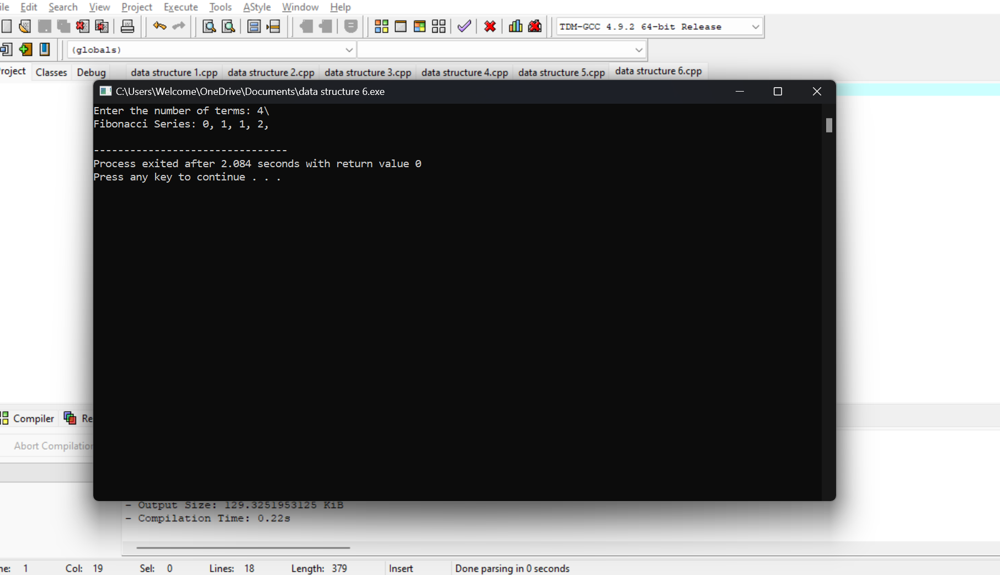 Edit Search View Project Execute Tools AStyle Window Help
TDM-GCC 4.9.2 64-bit Release
(globals)
Classes Debug data structure 1.cpp data structure 2.cpp data structure 3.cpp data structure 4.cpp data structure 5.cpp data structure 6.cpp
C:\Users\Welcome\OneDrive\Documents\data structure 6.exe
Enter the number of terms: 4\
Fibonacci Series: 0, 1, 1, 2,
--------------------------------
Process exited after 2.084 seconds with return value 0
Press any key to continue . . .
Compiler
Abort Compilation
- Output Size: 129.3251953125 KiB
- Compilation Time: 0.22s
1 Col: 19 Sel: 0 Lines: 18 Length: 379 Insert Done parsing in 0 seconds